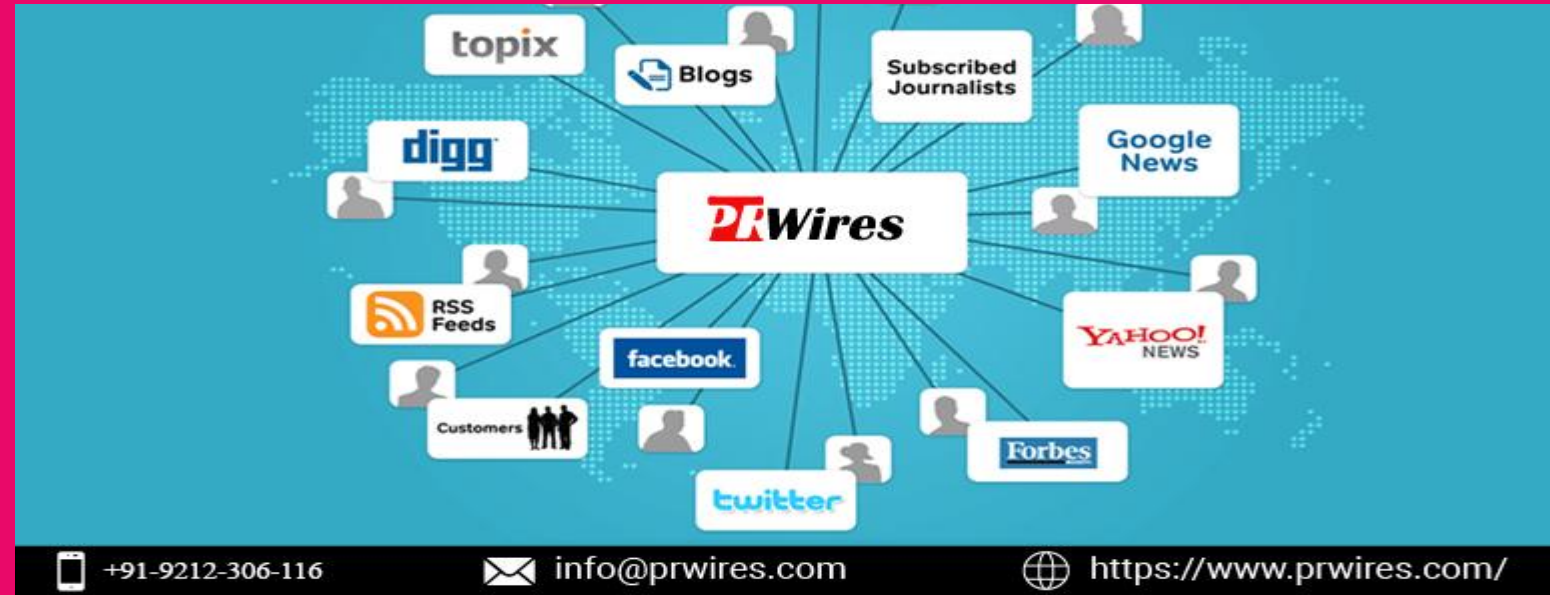 topix
Blogs
Subscribed
Journalists
digg
Google
News
PRWires
RSS
Feeds
YAHOO!
NEWS
facebook.
Customers
Forbes
twitter
+91-9212-306-116
info@prwires.com
https://www.prwires.com/